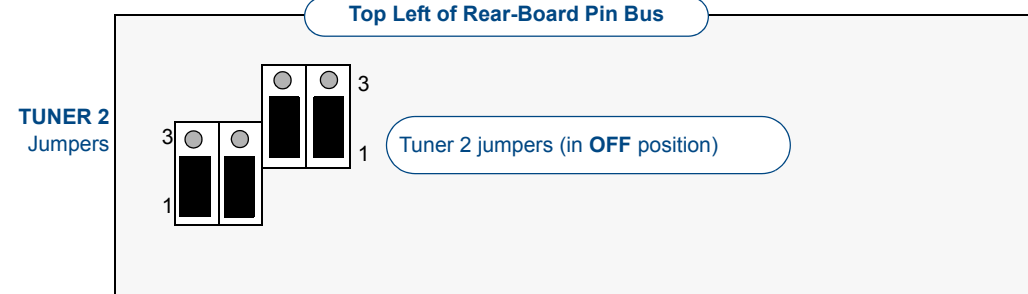 Top Left of Rear-Board Pin Bus
TUNER 2
Jumpers
3
1
3
1
Tuner 2 jumpers (in OFF position)